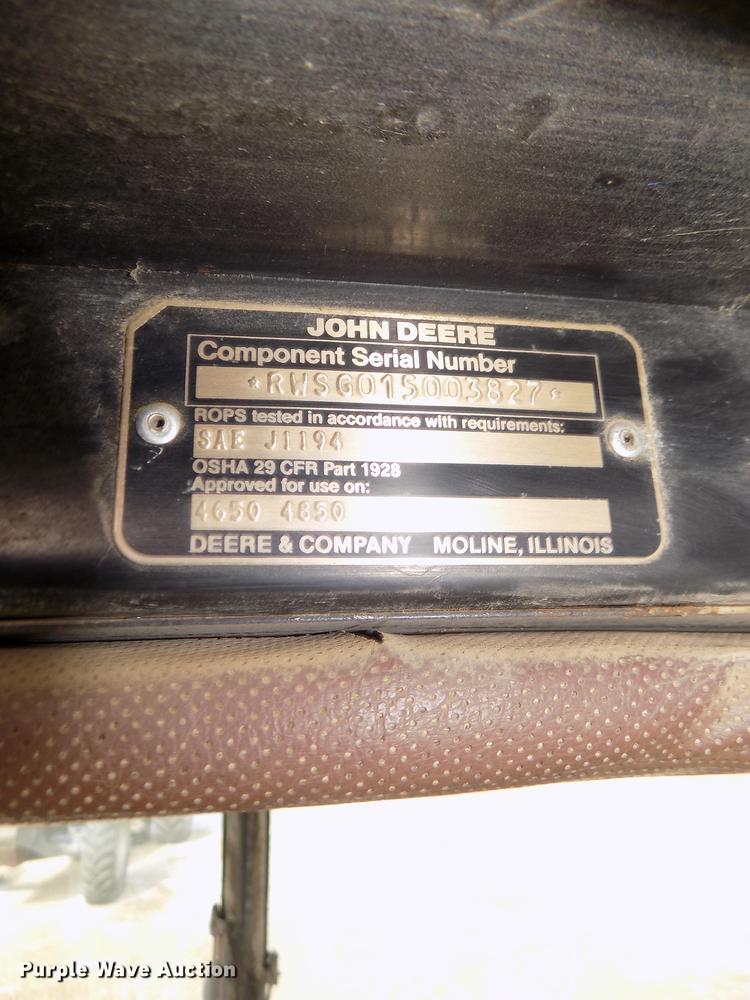 JOHN DEERE
Component Serial Number
*RWSG01S003827*
ROPS tested in accordance with requirements:
SAE J1194
OSHA 29 CFR Part 1928
Approved for use on:
4650 4850
DEERE & COMPANY MOLINE, ILLINOIS
Purple Wave Auction